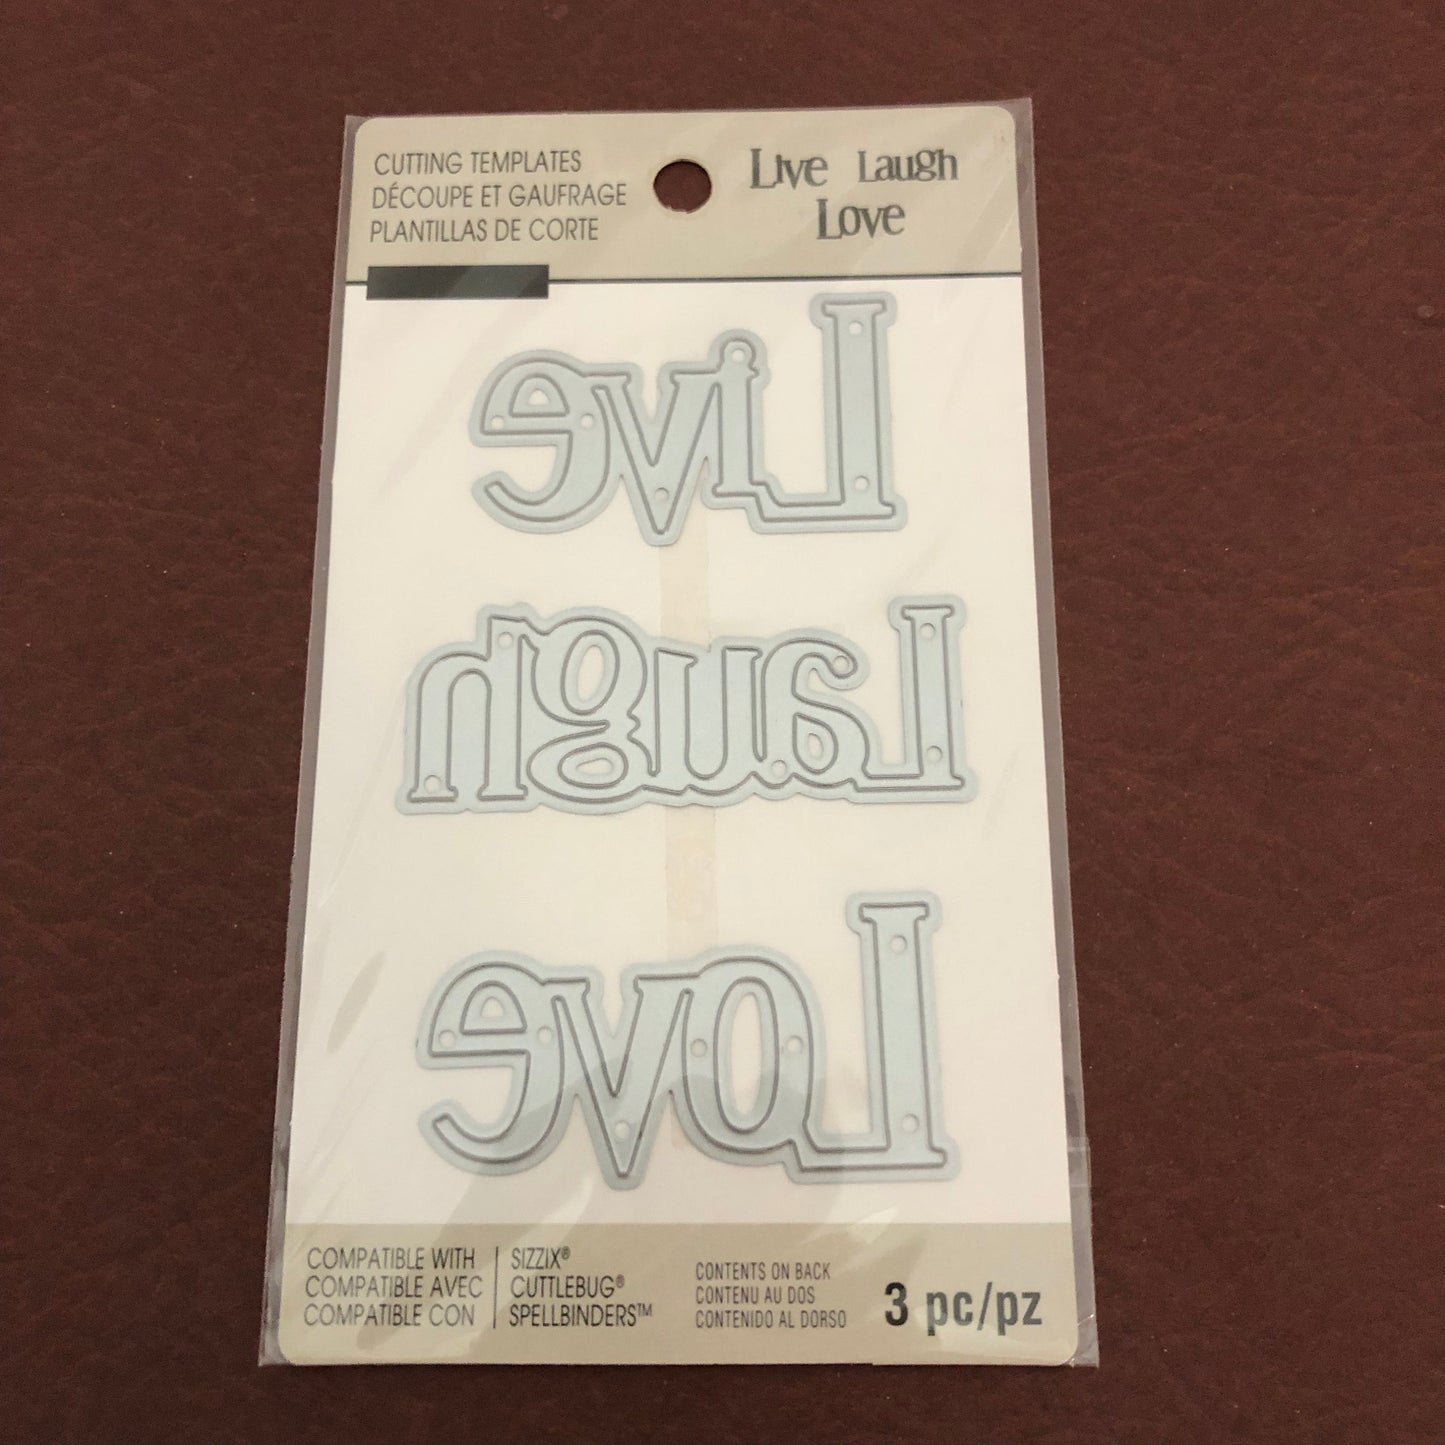 CUTTING TEMPLATES
DÉCOUPE ET GAUFRAGE
PLANTILLAS DE CORTE
Live Laugh
Love
Live
Laugh
Love
COMPATIBLE WITH
COMPATIBLE AVEC
COMPATIBLE CON
SIZZIX®
CUTTLEBUG®
SPELLBINDERS™
CONTENTS ON BACK
CONTENU AU DOS
CONTENIDO AL DORSO
3 pc/pz